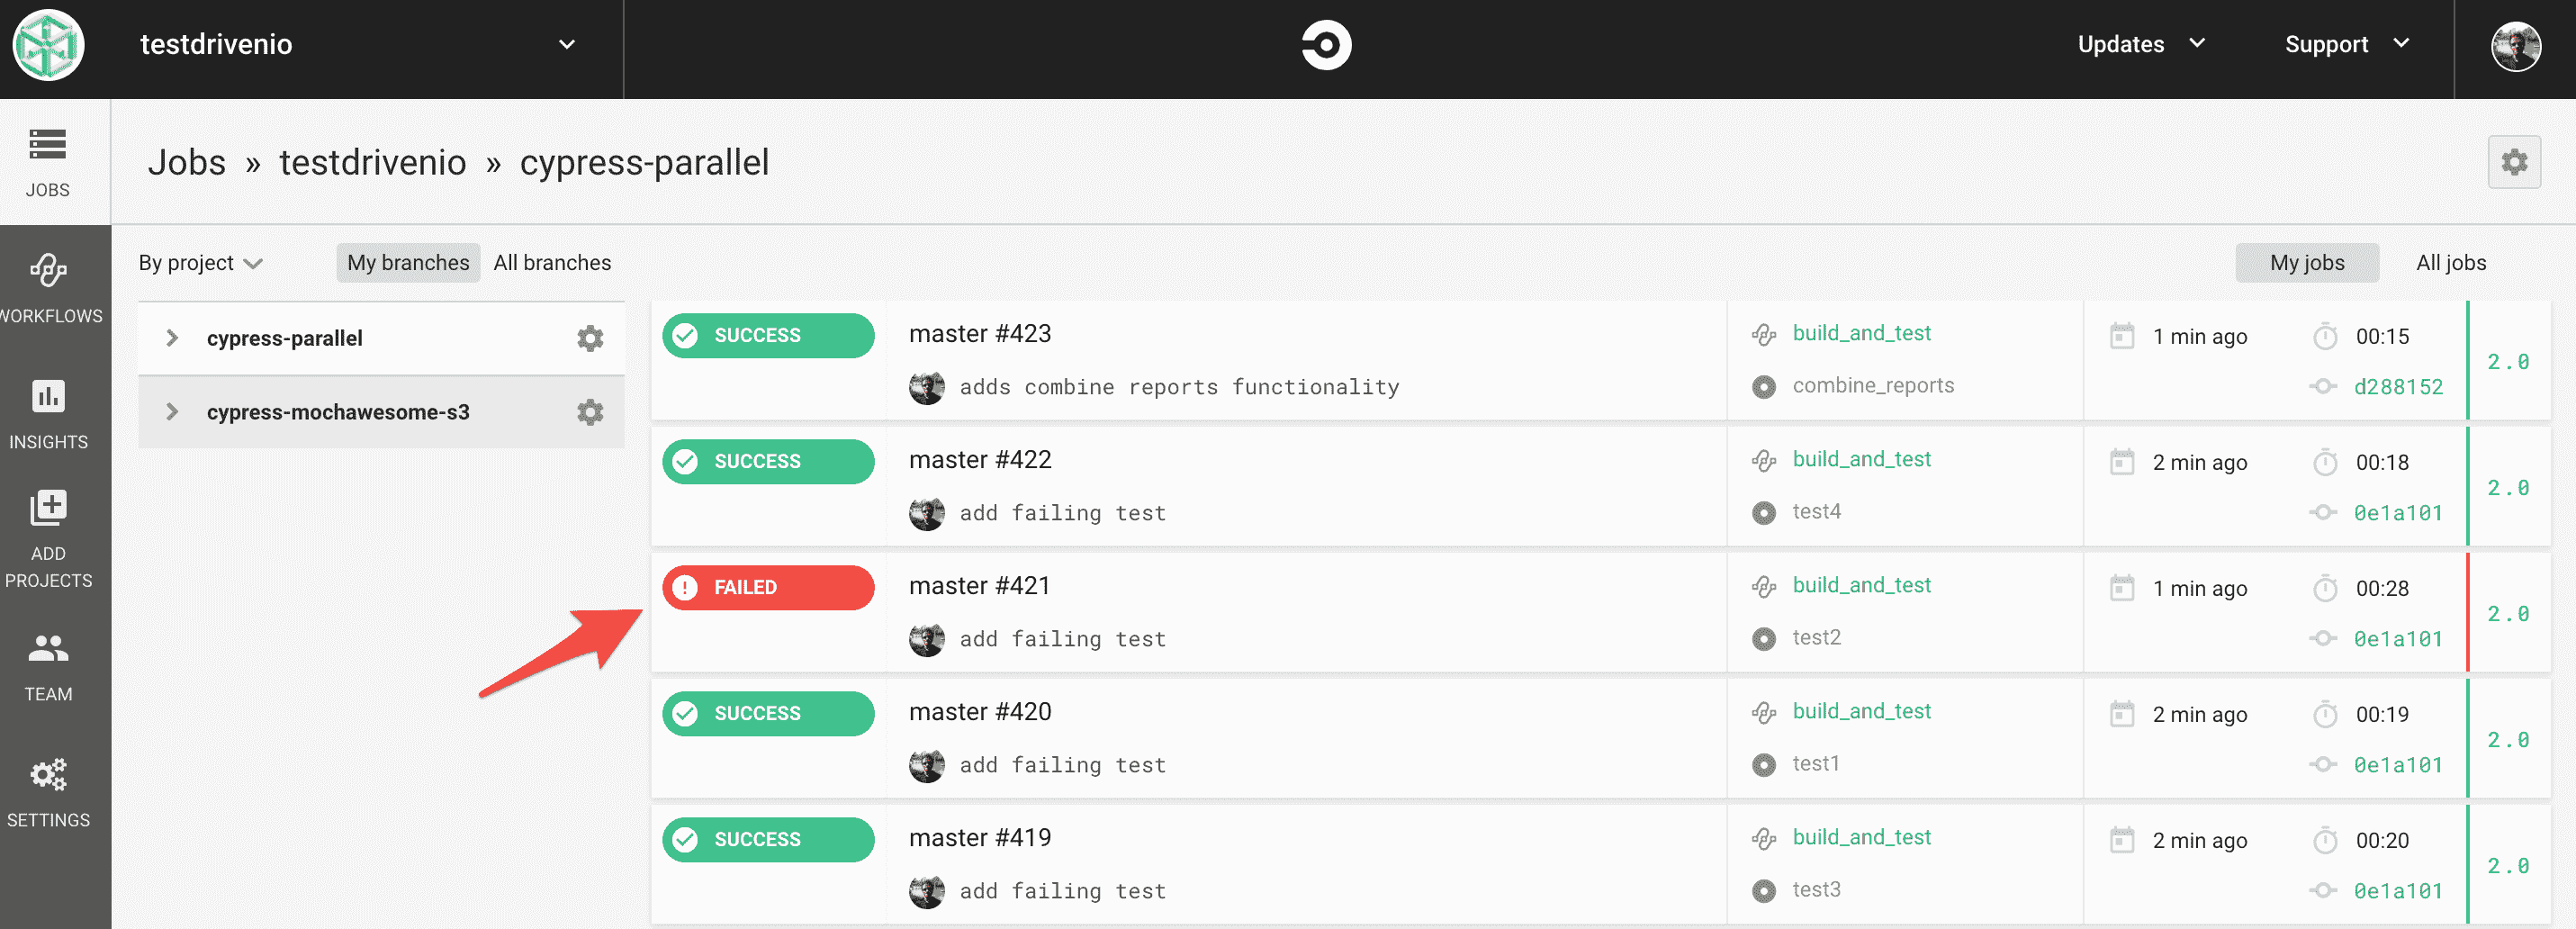 testdrivenio
Updates
Support
JOBS
Jobs » testdrivenio » cypress-parallel
WORKFLOWS
INSIGHTS
ADD
PROJECTS
TEAM
SETTINGS
By project
My branches
All branches
My jobs
All jobs
cypress-parallel
cypress-mochawesome-s3
SUCCESS
master #423
adds combine reports functionality
build_and_test
combine_reports
1 min ago
00:15
d288152
2.0
SUCCESS
master #422
add failing test
build_and_test
test4
2 min ago
00:18
0e1a101
2.0
FAILED
master #421
add failing test
build_and_test
test2
1 min ago
00:28
0e1a101
2.0
SUCCESS
master #420
add failing test
build_and_test
test1
2 min ago
00:19
0e1a101
2.0
SUCCESS
master #419
add failing test
build_and_test
test3
2 min ago
00:20
0e1a101
2.0